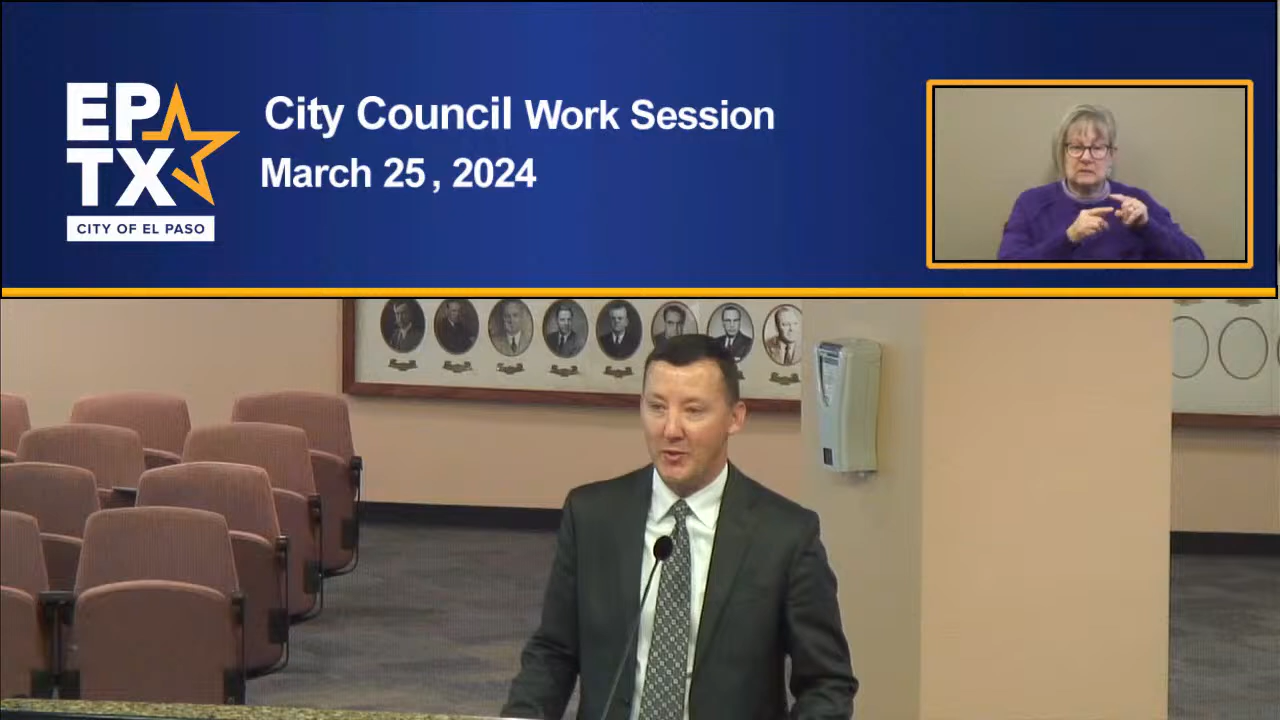 EP
TX
CITY OF EL PASO
City Council Work Session
March 25, 2024